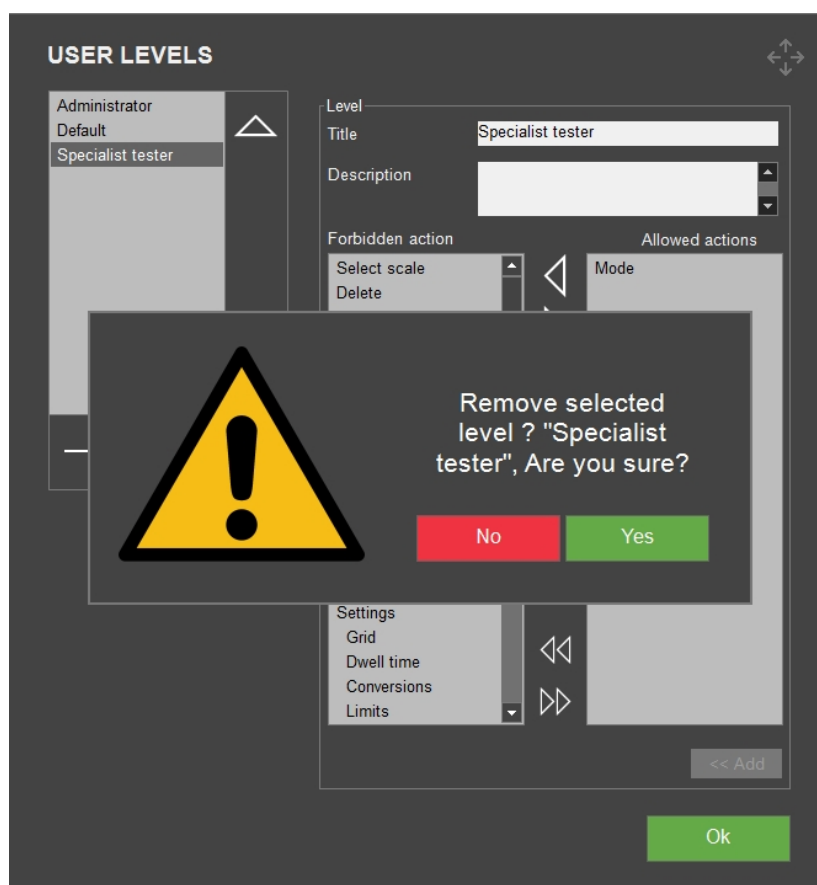 USER LEVELS
Administrator
Default
Specialist tester
Level
Title
Specialist tester
Description
Forbidden action
Allowed actions
Select scale
Delete
Mode
Remove selected
level ? "Specialist
tester", Are you sure?
No
Yes
Settings
Grid
Dwell time
Conversions
Limits
<< Add
Ok